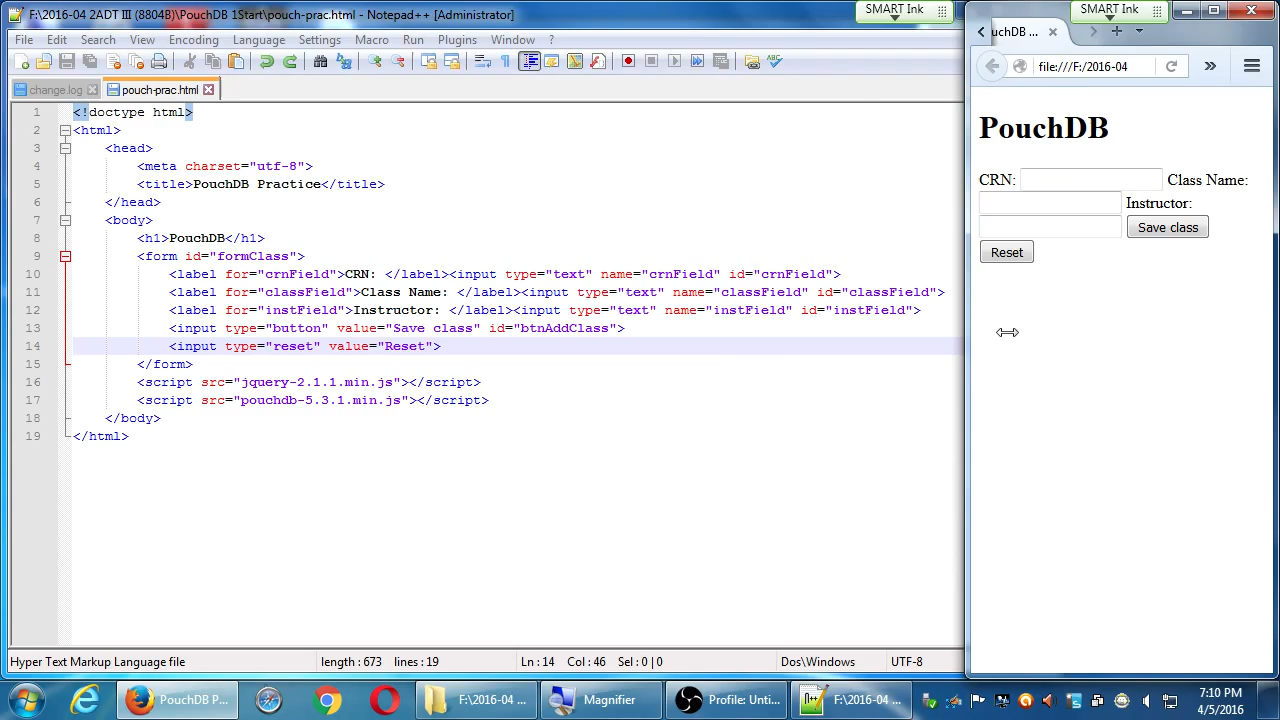 F:\2016-04 2ADT III (8804B)\PouchDB 1Start\pouch-prac.html - Notepad++ [Administrator]
SMART Ink
SMART Ink
File Edit Search View Encoding Language Settings Macro Run Plugins Window ?
uchDB ...
file:///F:/2016-04
change.log
pouch-prac.html
1 <!doctype html>
2 <html>
3 <head>
4 <meta charset="utf-8">
5 <title>PouchDB Practice</title>
6 </head>
7 <body>
8 <h1>PouchDB</h1>
9 <form id="formClass">
10 <label for="crnField">CRN: </label><input type="text" name="crnField" id="crnField">
11 <label for="classField">Class Name: </label><input type="text" name="classField" id="classField">
12 <label for="instField">Instructor: </label><input type="text" name="instField" id="instField">
13 <input type="button" value="Save class" id="btnAddClass">
14 <input type="reset" value="Reset">
15 </form>
16 <script src="jquery-2.1.1.min.js"></script>
17 <script src="pouchdb-5.3.1.min.js"></script>
18 </body>
19 </html>
PouchDB
CRN: Class Name:
Instructor:
Save class
Reset
Hyper Text Markup Language file length : 673 lines : 19 Ln : 14 Col : 46 Sel : 0 | 0 Dos\Windows UTF-8
PouchDB P...
F:\2016-04 ...
Magnifier
Profile: Unti...
F:\2016-04 ...
7:10 PM
4/5/2016